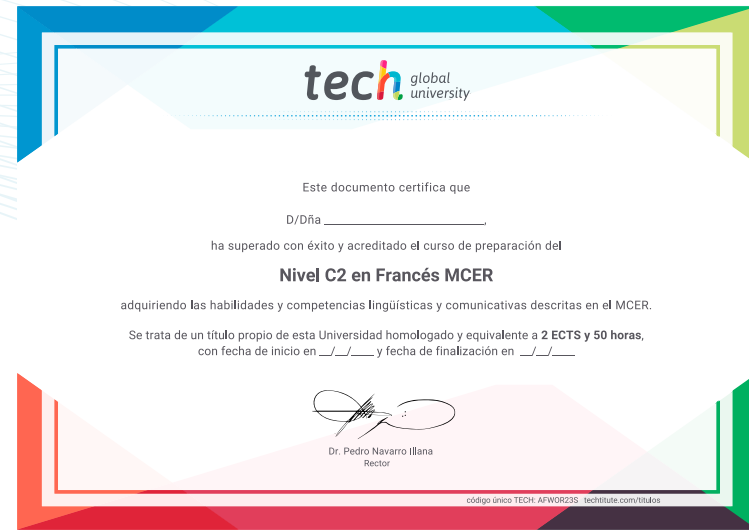 tech global university
Este documento certifica que
D/Dña ______________________,
ha superado con éxito y acreditado el curso de preparación del
Nivel C2 en Francés MCER
adquiriendo las habilidades y competencias lingüísticas y comunicativas descritas en el MCER.
Se trata de un título propio de esta Universidad homologado y equivalente a 2 ECTS y 50 horas,
con fecha de inicio en __/__/____ y fecha de finalización en __/__/____
Dr. Pedro Navarro Illana
Rector
código único TECH: AFWOR23S techtitute.com/titulos